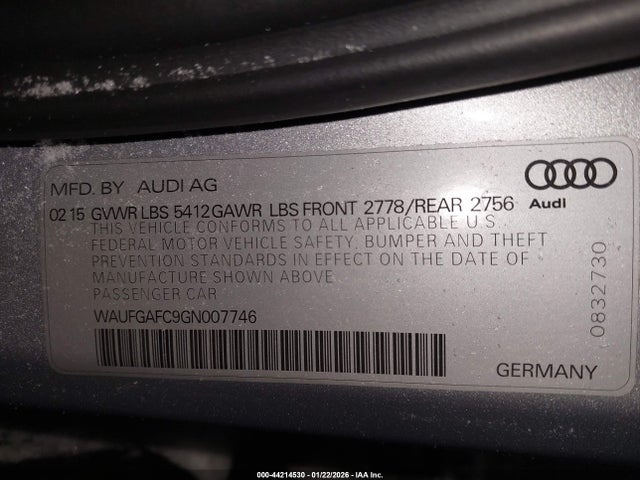 MFD. BY AUDI AG
02 15 GVWR LBS 5412 GAWR LBS FRONT 2778/REAR 2756
Audi
THIS VEHICLE CONFORMS TO ALL APPLICABLE U.S.
FEDERAL MOTOR VEHICLE SAFETY, BUMPER AND THEFT
PREVENTION STANDARDS IN EFFECT ON THE DATE OF
MANUFACTURE SHOWN ABOVE
PASSENGER CAR
WAUFGAFC9GN007746
0832730
GERMANY
000-44214530 - 01/22/2026 - IAA Inc.